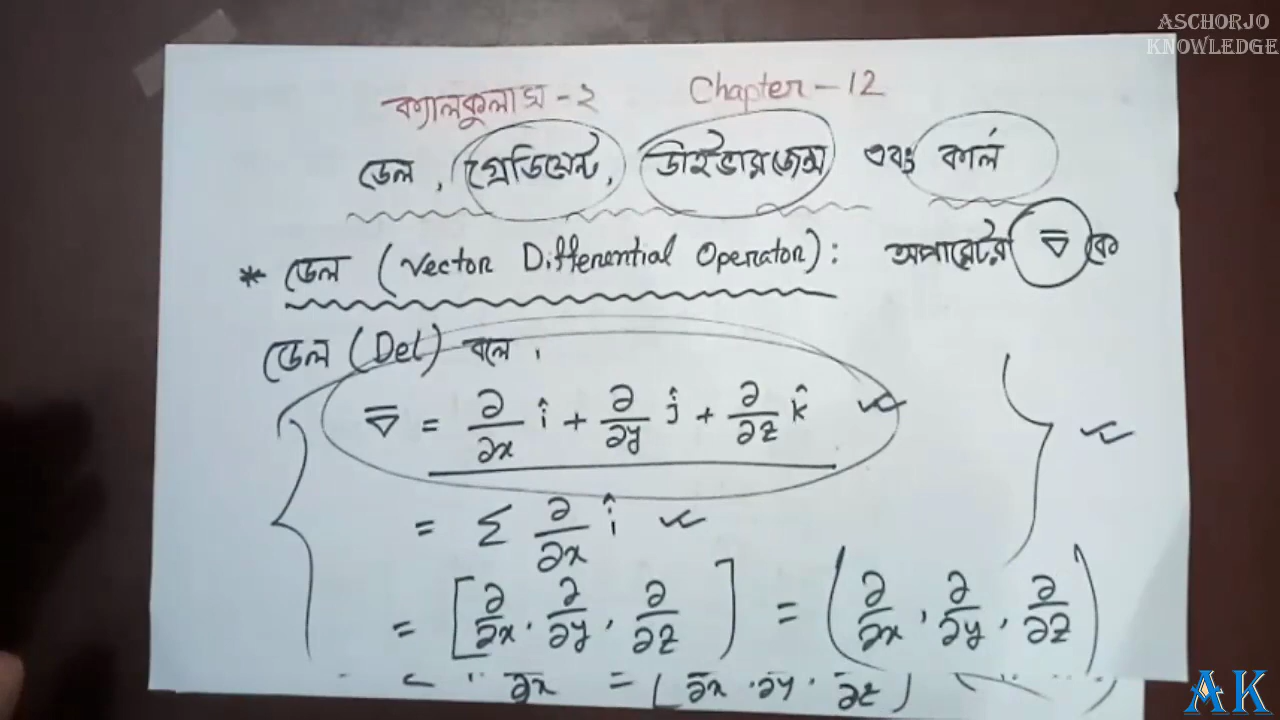 ASCHORJO
KNOWLEDGE
ক্যালকুলাস - ২ Chapter - 12
ডেল, গ্রেডিয়েন্ট, ডাইভারজেন্স এবং কার্ল
* ডেল (Vector Differential Operator): অপারেটর ∇̅ কে
ডেল (Del) বলে.
∇̅ = ∂/∂x î + ∂/∂y ĵ + ∂/∂z k̂
= Σ ∂/∂x î
= [∂/∂x, ∂/∂y, ∂/∂z] = (∂/∂x, ∂/∂y, ∂/∂z)
AK